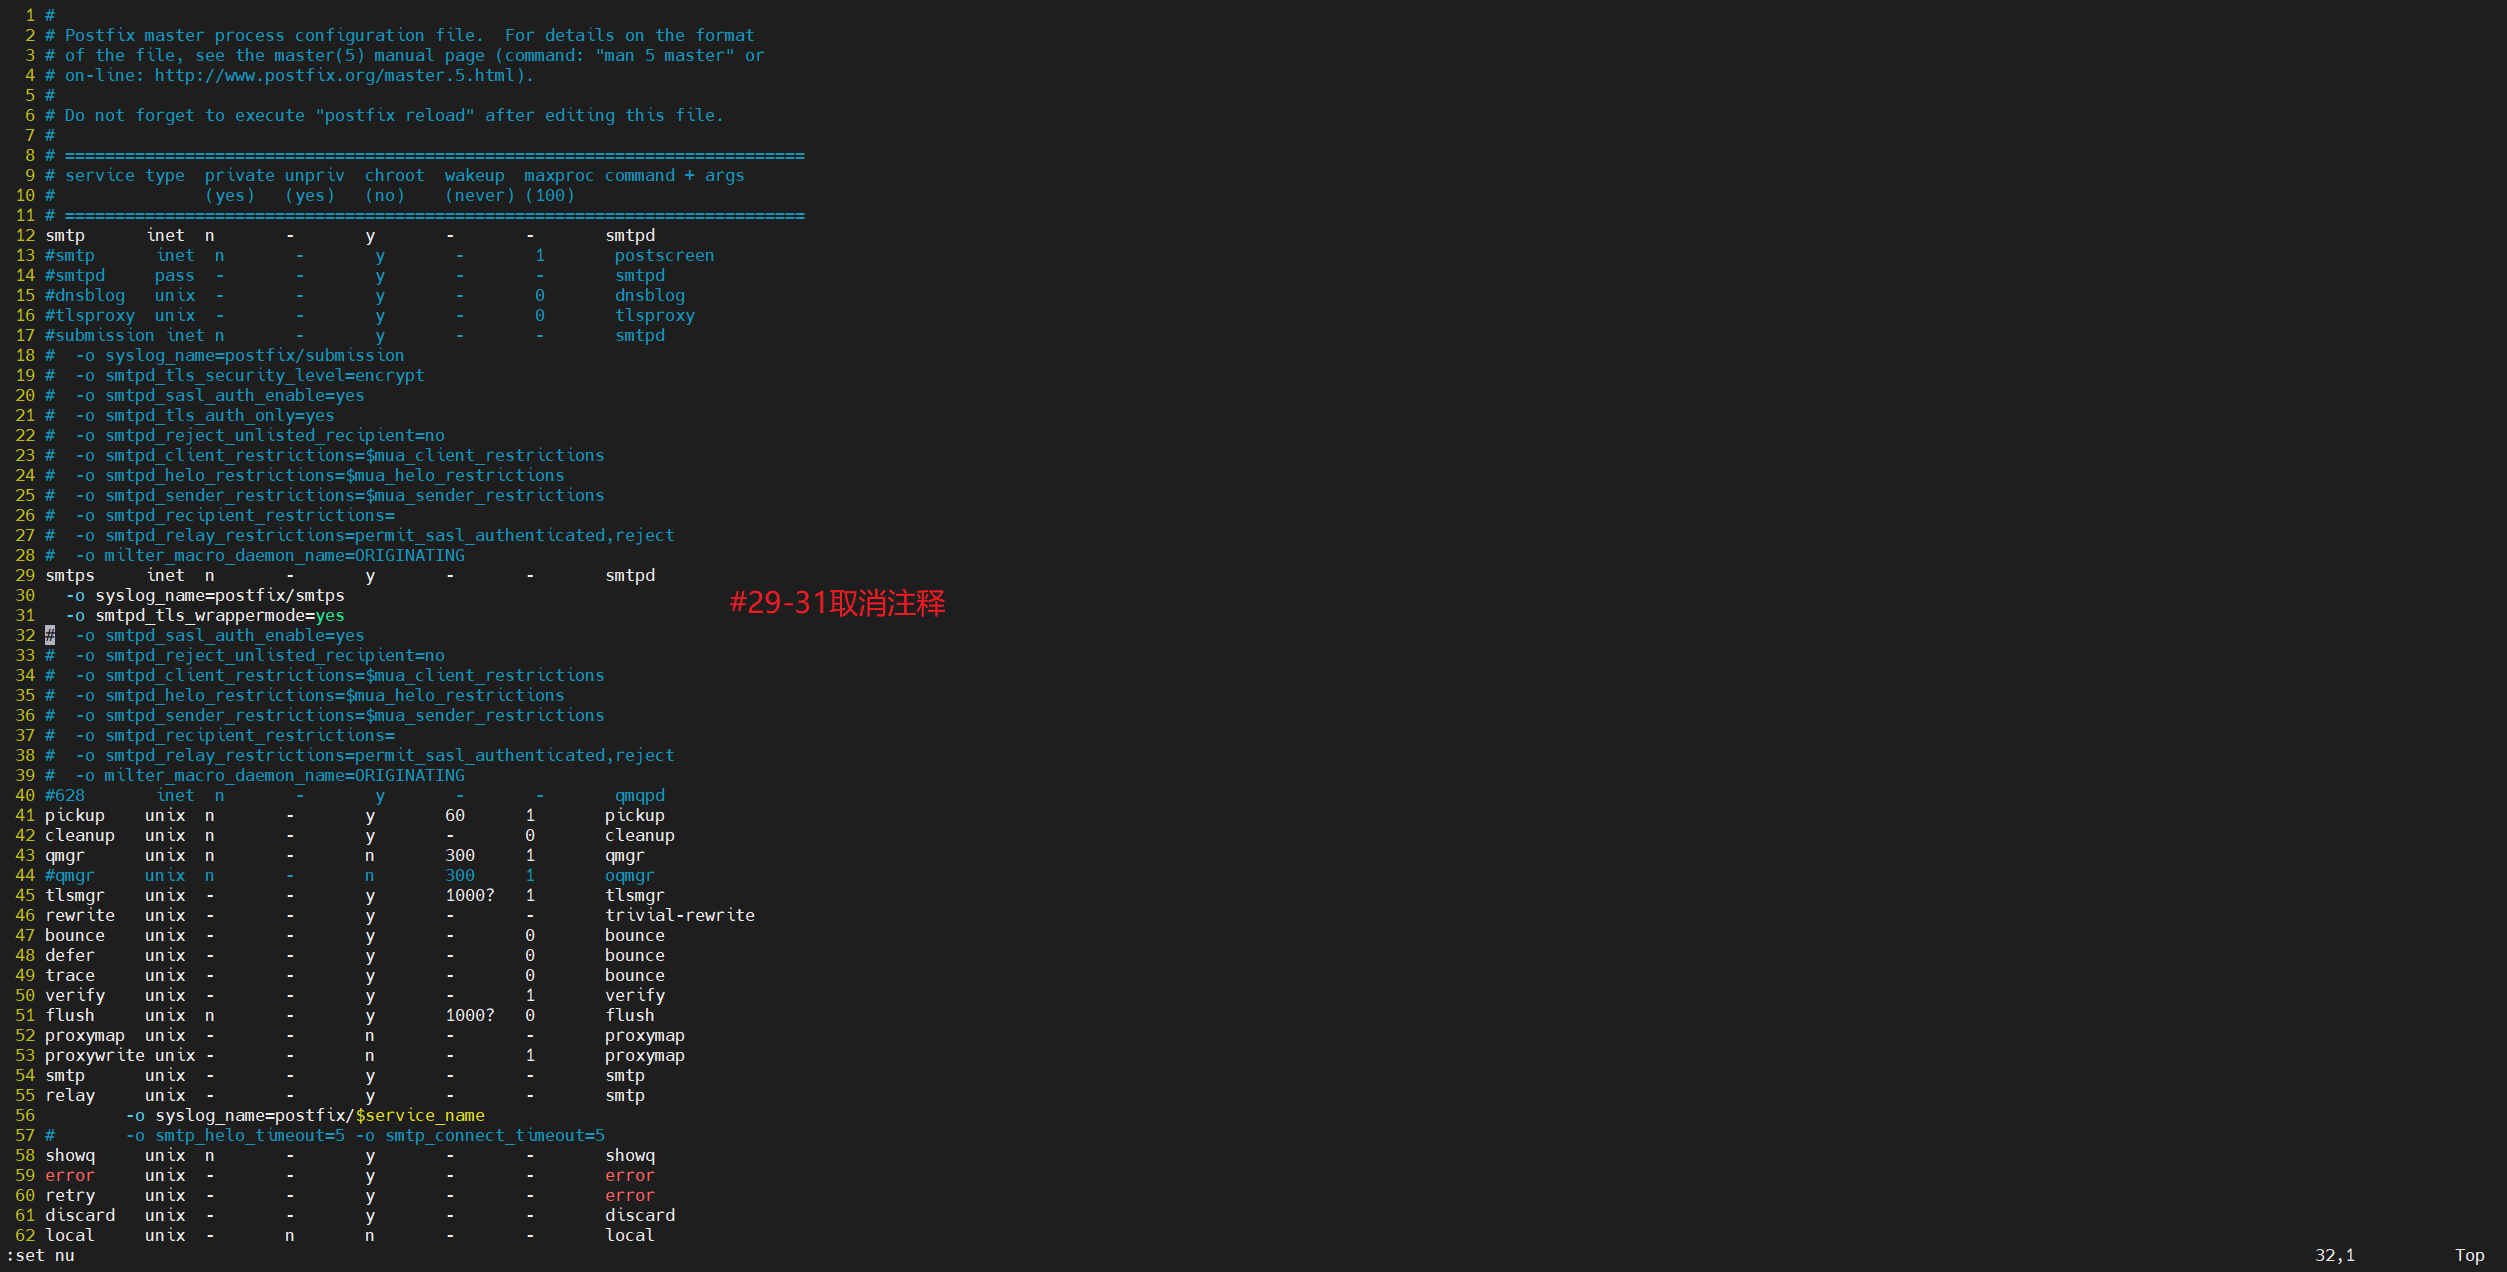 1 #
2 # Postfix master process configuration file.  For details on the format
3 # of the file, see the master(5) manual page (command: "man 5 master" or
4 # on-line: http://www.postfix.org/master.5.html).
5 #
6 # Do not forget to execute "postfix reload" after editing this file.
7 #
8 # ==========================================================================
9 # service type  private unpriv  chroot  wakeup  maxproc command + args
10 #               (yes)   (yes)   (no)    (never) (100)
11 # ==========================================================================
12 smtp      inet  n       -       y       -       -       smtpd
13 #smtp      inet  n       -       y       -       1       postscreen
14 #smtpd     pass  -       -       y       -       -       smtpd
15 #dnsblog   unix  -       -       y       -       0       dnsblog
16 #tlsproxy  unix  -       -       y       -       0       tlsproxy
17 #submission inet n       -       y       -       -       smtpd
18 #  -o syslog_name=postfix/submission
19 #  -o smtpd_tls_security_level=encrypt
20 #  -o smtpd_sasl_auth_enable=yes
21 #  -o smtpd_tls_auth_only=yes
22 #  -o smtpd_reject_unlisted_recipient=no
23 #  -o smtpd_client_restrictions=$mua_client_restrictions
24 #  -o smtpd_helo_restrictions=$mua_helo_restrictions
25 #  -o smtpd_sender_restrictions=$mua_sender_restrictions
26 #  -o smtpd_recipient_restrictions=
27 #  -o smtpd_relay_restrictions=permit_sasl_authenticated,reject
28 #  -o milter_macro_daemon_name=ORIGINATING
29 smtps     inet  n       -       y       -       -       smtpd
30   -o syslog_name=postfix/smtps
#29-31取消注释
31   -o smtpd_tls_wrappermode=yes
32 #  -o smtpd_sasl_auth_enable=yes
33 #  -o smtpd_reject_unlisted_recipient=no
34 #  -o smtpd_client_restrictions=$mua_client_restrictions
35 #  -o smtpd_helo_restrictions=$mua_helo_restrictions
36 #  -o smtpd_sender_restrictions=$mua_sender_restrictions
37 #  -o smtpd_recipient_restrictions=
38 #  -o smtpd_relay_restrictions=permit_sasl_authenticated,reject
39 #  -o milter_macro_daemon_name=ORIGINATING
40 #628       inet  n       -       y       -       -       qmqpd
41 pickup    unix  n       -       y       60      1       pickup
42 cleanup   unix  n       -       y       -       0       cleanup
43 qmgr      unix  n       -       n       300     1       qmgr
44 #qmgr     unix  n       -       n       300     1       oqmgr
45 tlsmgr    unix  -       -       y       1000?   1       tlsmgr
46 rewrite   unix  -       -       y       -       -       trivial-rewrite
47 bounce    unix  -       -       y       -       0       bounce
48 defer     unix  -       -       y       -       0       bounce
49 trace     unix  -       -       y       -       0       bounce
50 verify    unix  -       -       y       -       1       verify
51 flush     unix  n       -       y       1000?   0       flush
52 proxymap  unix  -       -       n       -       -       proxymap
53 proxywrite unix -       -       n       -       1       proxymap
54 smtp      unix  -       -       y       -       -       smtp
55 relay     unix  -       -       y       -       -       smtp
56         -o syslog_name=postfix/$service_name
57 #       -o smtp_helo_timeout=5 -o smtp_connect_timeout=5
58 showq     unix  n       -       y       -       -       showq
59 error     unix  -       -       y       -       -       error
60 retry     unix  -       -       y       -       -       error
61 discard   unix  -       -       y       -       -       discard
62 local     unix  -       n       n       -       -       local
:set nu 32,1 Top